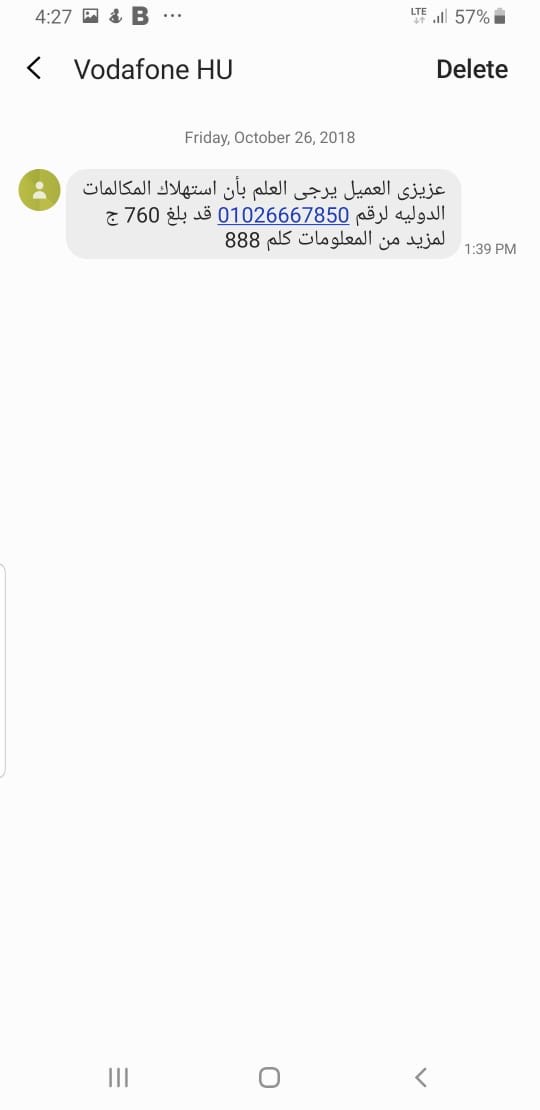 4:27 B ... LTE 57%
Vodafone HU Delete
Friday, October 26, 2018
عزيزى العميل يرجى العلم بأن استهلاك المكالمات
الدوليه لرقم 01026667850 قد بلغ 760 ج
لمزيد من المعلومات كلم 888
1:39 PM